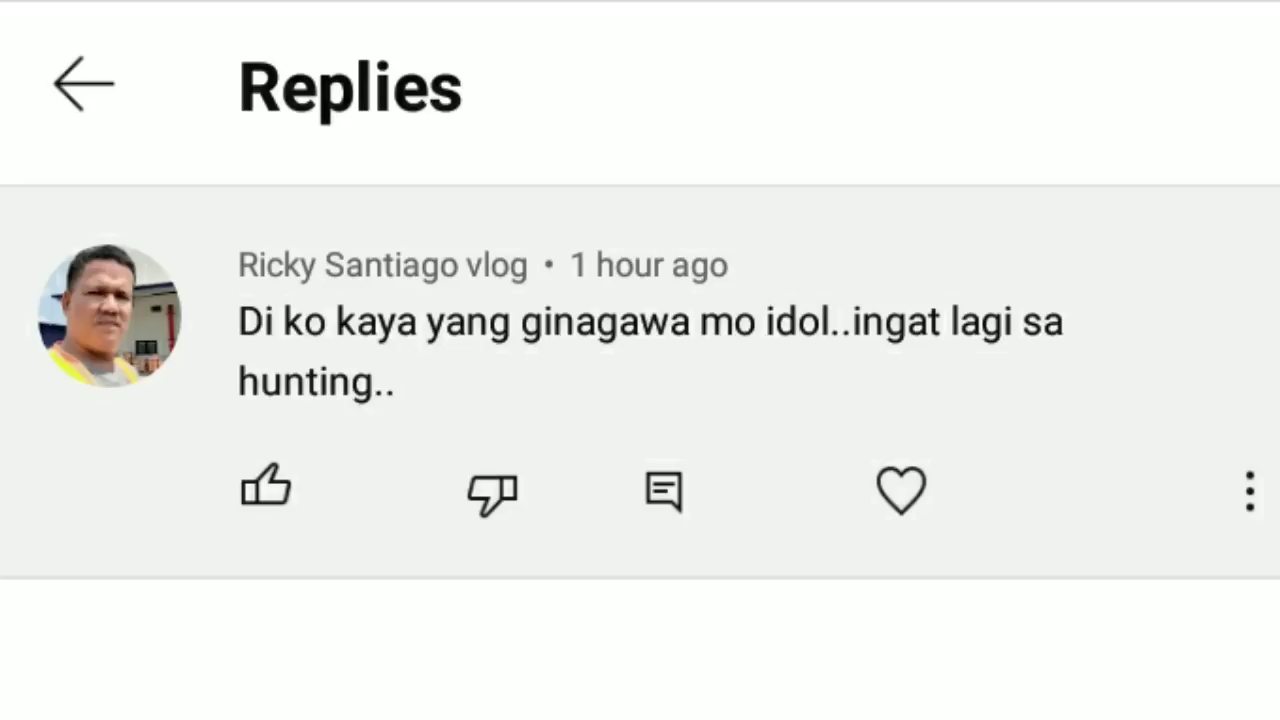 Replies
Ricky Santiago vlog • 1 hour ago
Di ko kaya yang ginagawa mo idol..ingat lagi sa
hunting..